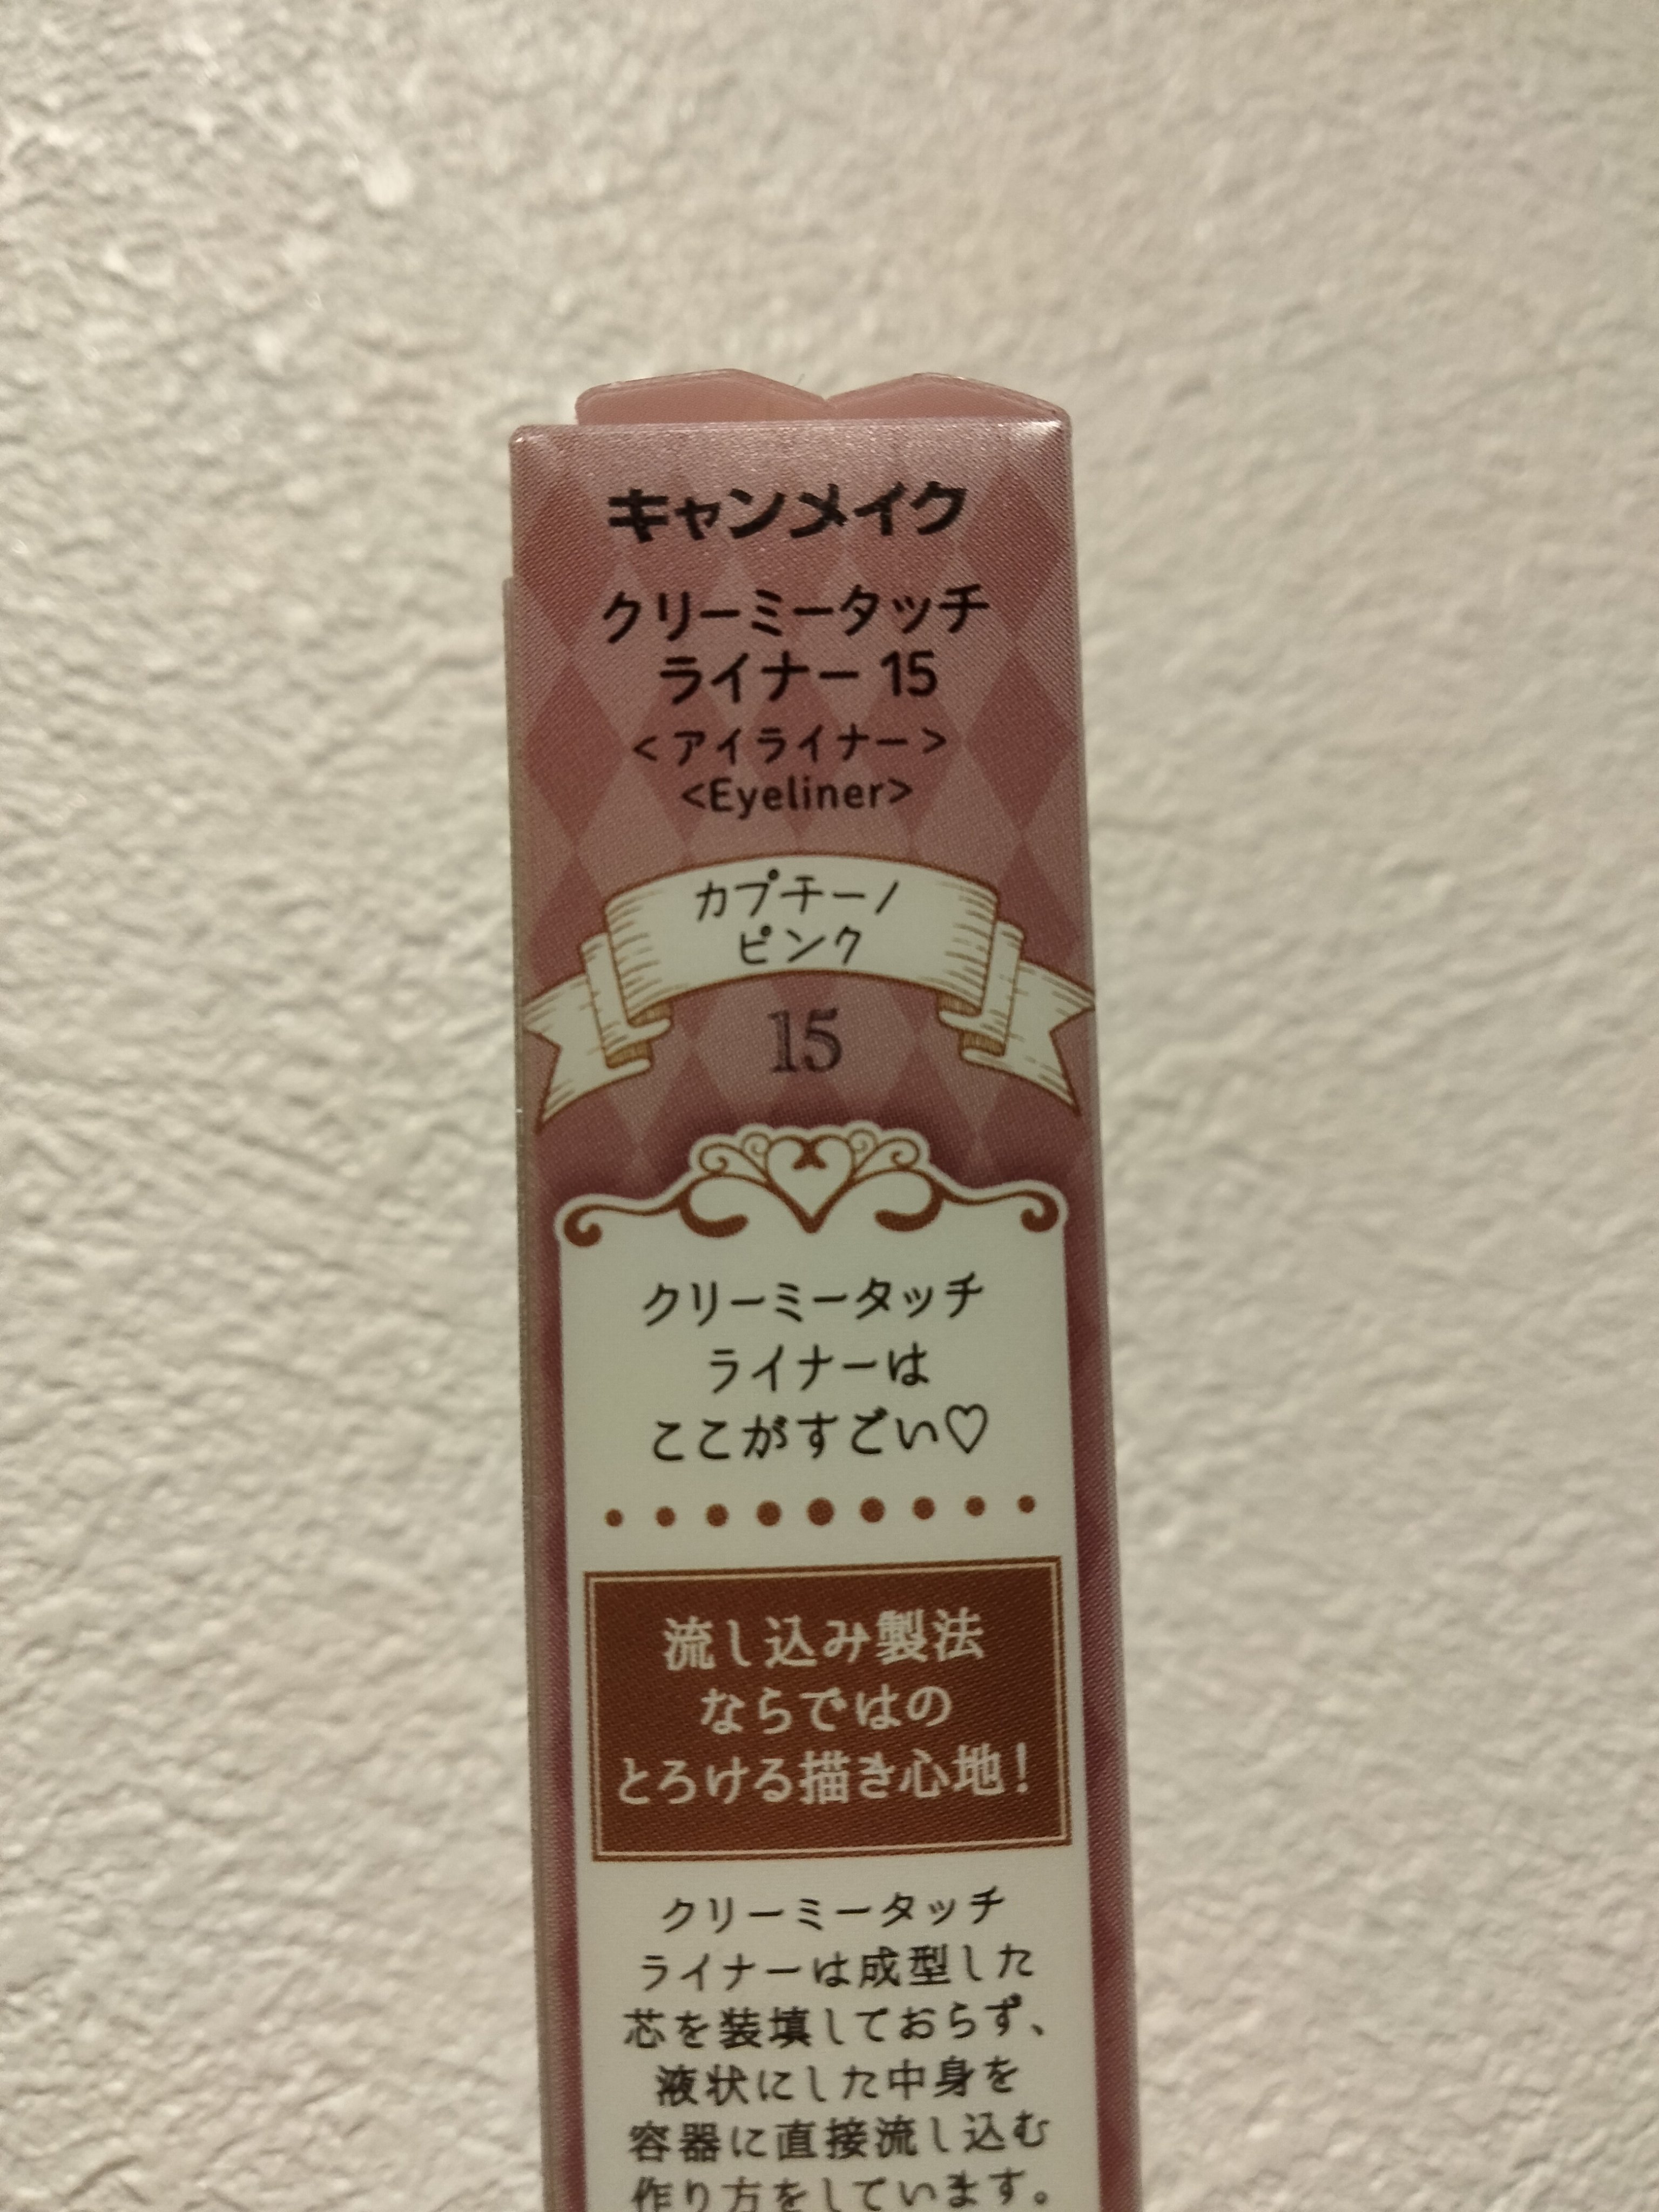 キャンメイク
クリーミータッチ
ライナー 15
<アイライナー>
<Eyeliner>
カプチーノ
ピンク
15
クリーミータッチ
ライナーは
ここがすごい♡
流し込み製法
ならではの
とろける描き心地！
クリーミータッチ
ライナーは成型した
芯を装填しておらず、
液状にした中身を
容器に直接流し込む
作り方をしています。